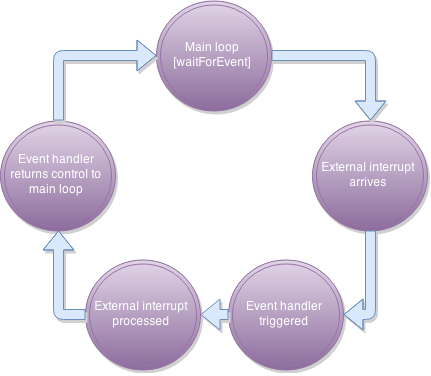 Main loop
[waitForEvent]
External interrupt
arrives
Event handler
triggered
External interrupt
processed
Event handler
returns control to
main loop